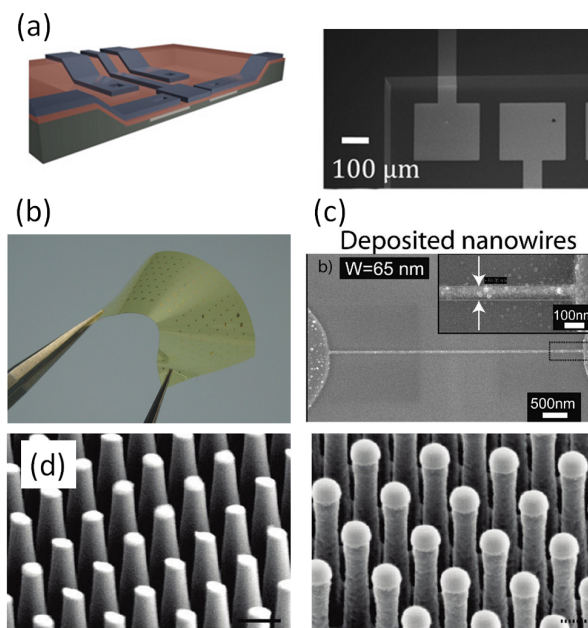 (a)
100 μm
(b)
(c)
Deposited nanowires
b) W=65 nm
100nm
500nm
(d)